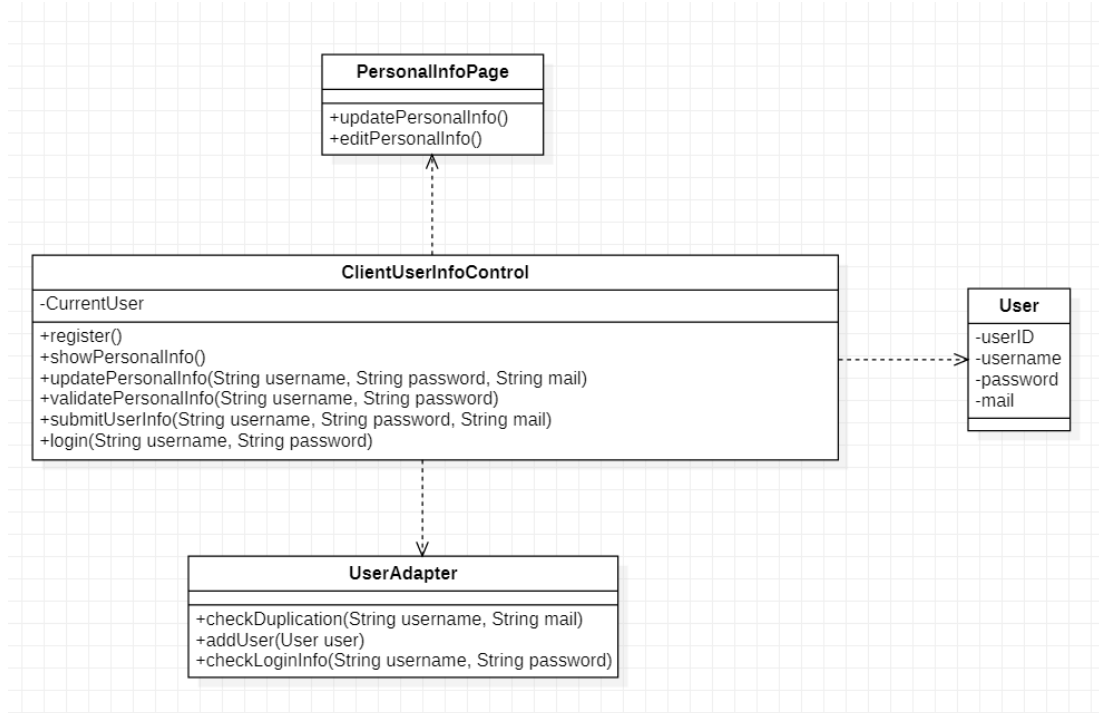 PersonalInfoPage
+updatePersonalInfo()
+editPersonalInfo()
ClientUserInfoControl
-CurrentUser
+register()
+showPersonalInfo()
+updatePersonalInfo(String username, String password, String mail)
+validatePersonalInfo(String username, String password)
+submitUserInfo(String username, String password, String mail)
+login(String username, String password)
User
-userID
-username
-password
-mail
UserAdapter
+checkDuplication(String username, String mail)
+addUser(User user)
+checkLoginInfo(String username, String password)